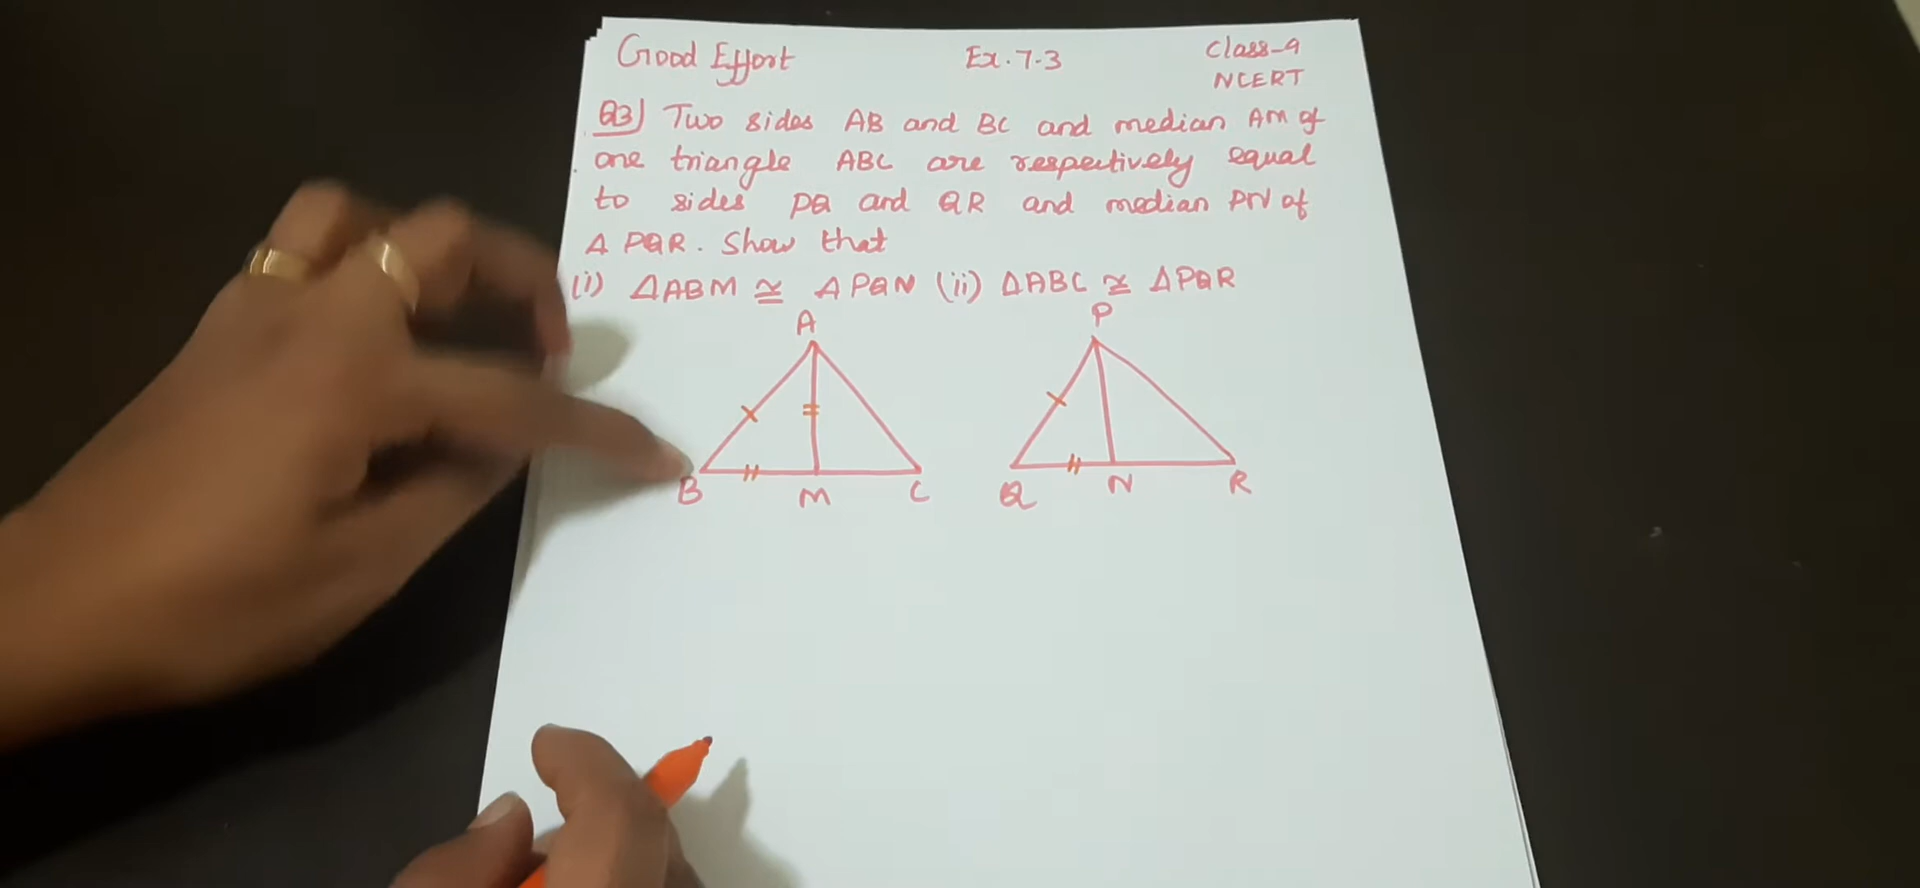 Good Effort Ex. 7.3 Class-9
NCERT
Q3) Two sides AB and BC and median AM of
one triangle ABC are respectively equal
to sides PQ and QR and median PN of
Δ PQR. Show that
(i) ΔABM ≅ ΔPQN (ii) ΔABC ≅ ΔPQR
A P
B M C Q N R